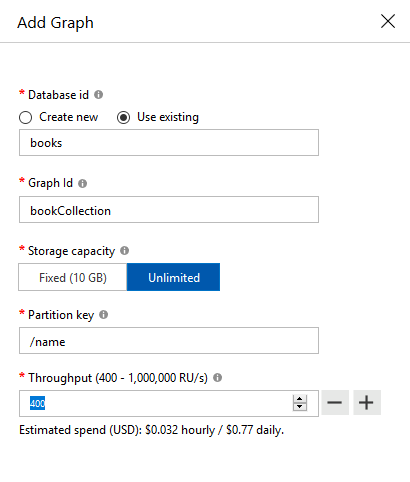 Add Graph
* Database id
Create new Use existing
books
* Graph Id
bookCollection
* Storage capacity
Fixed (10 GB) Unlimited
* Partition key
/name
* Throughput (400 - 1,000,000 RU/s)
400
Estimated spend (USD): $0.032 hourly / $0.77 daily.